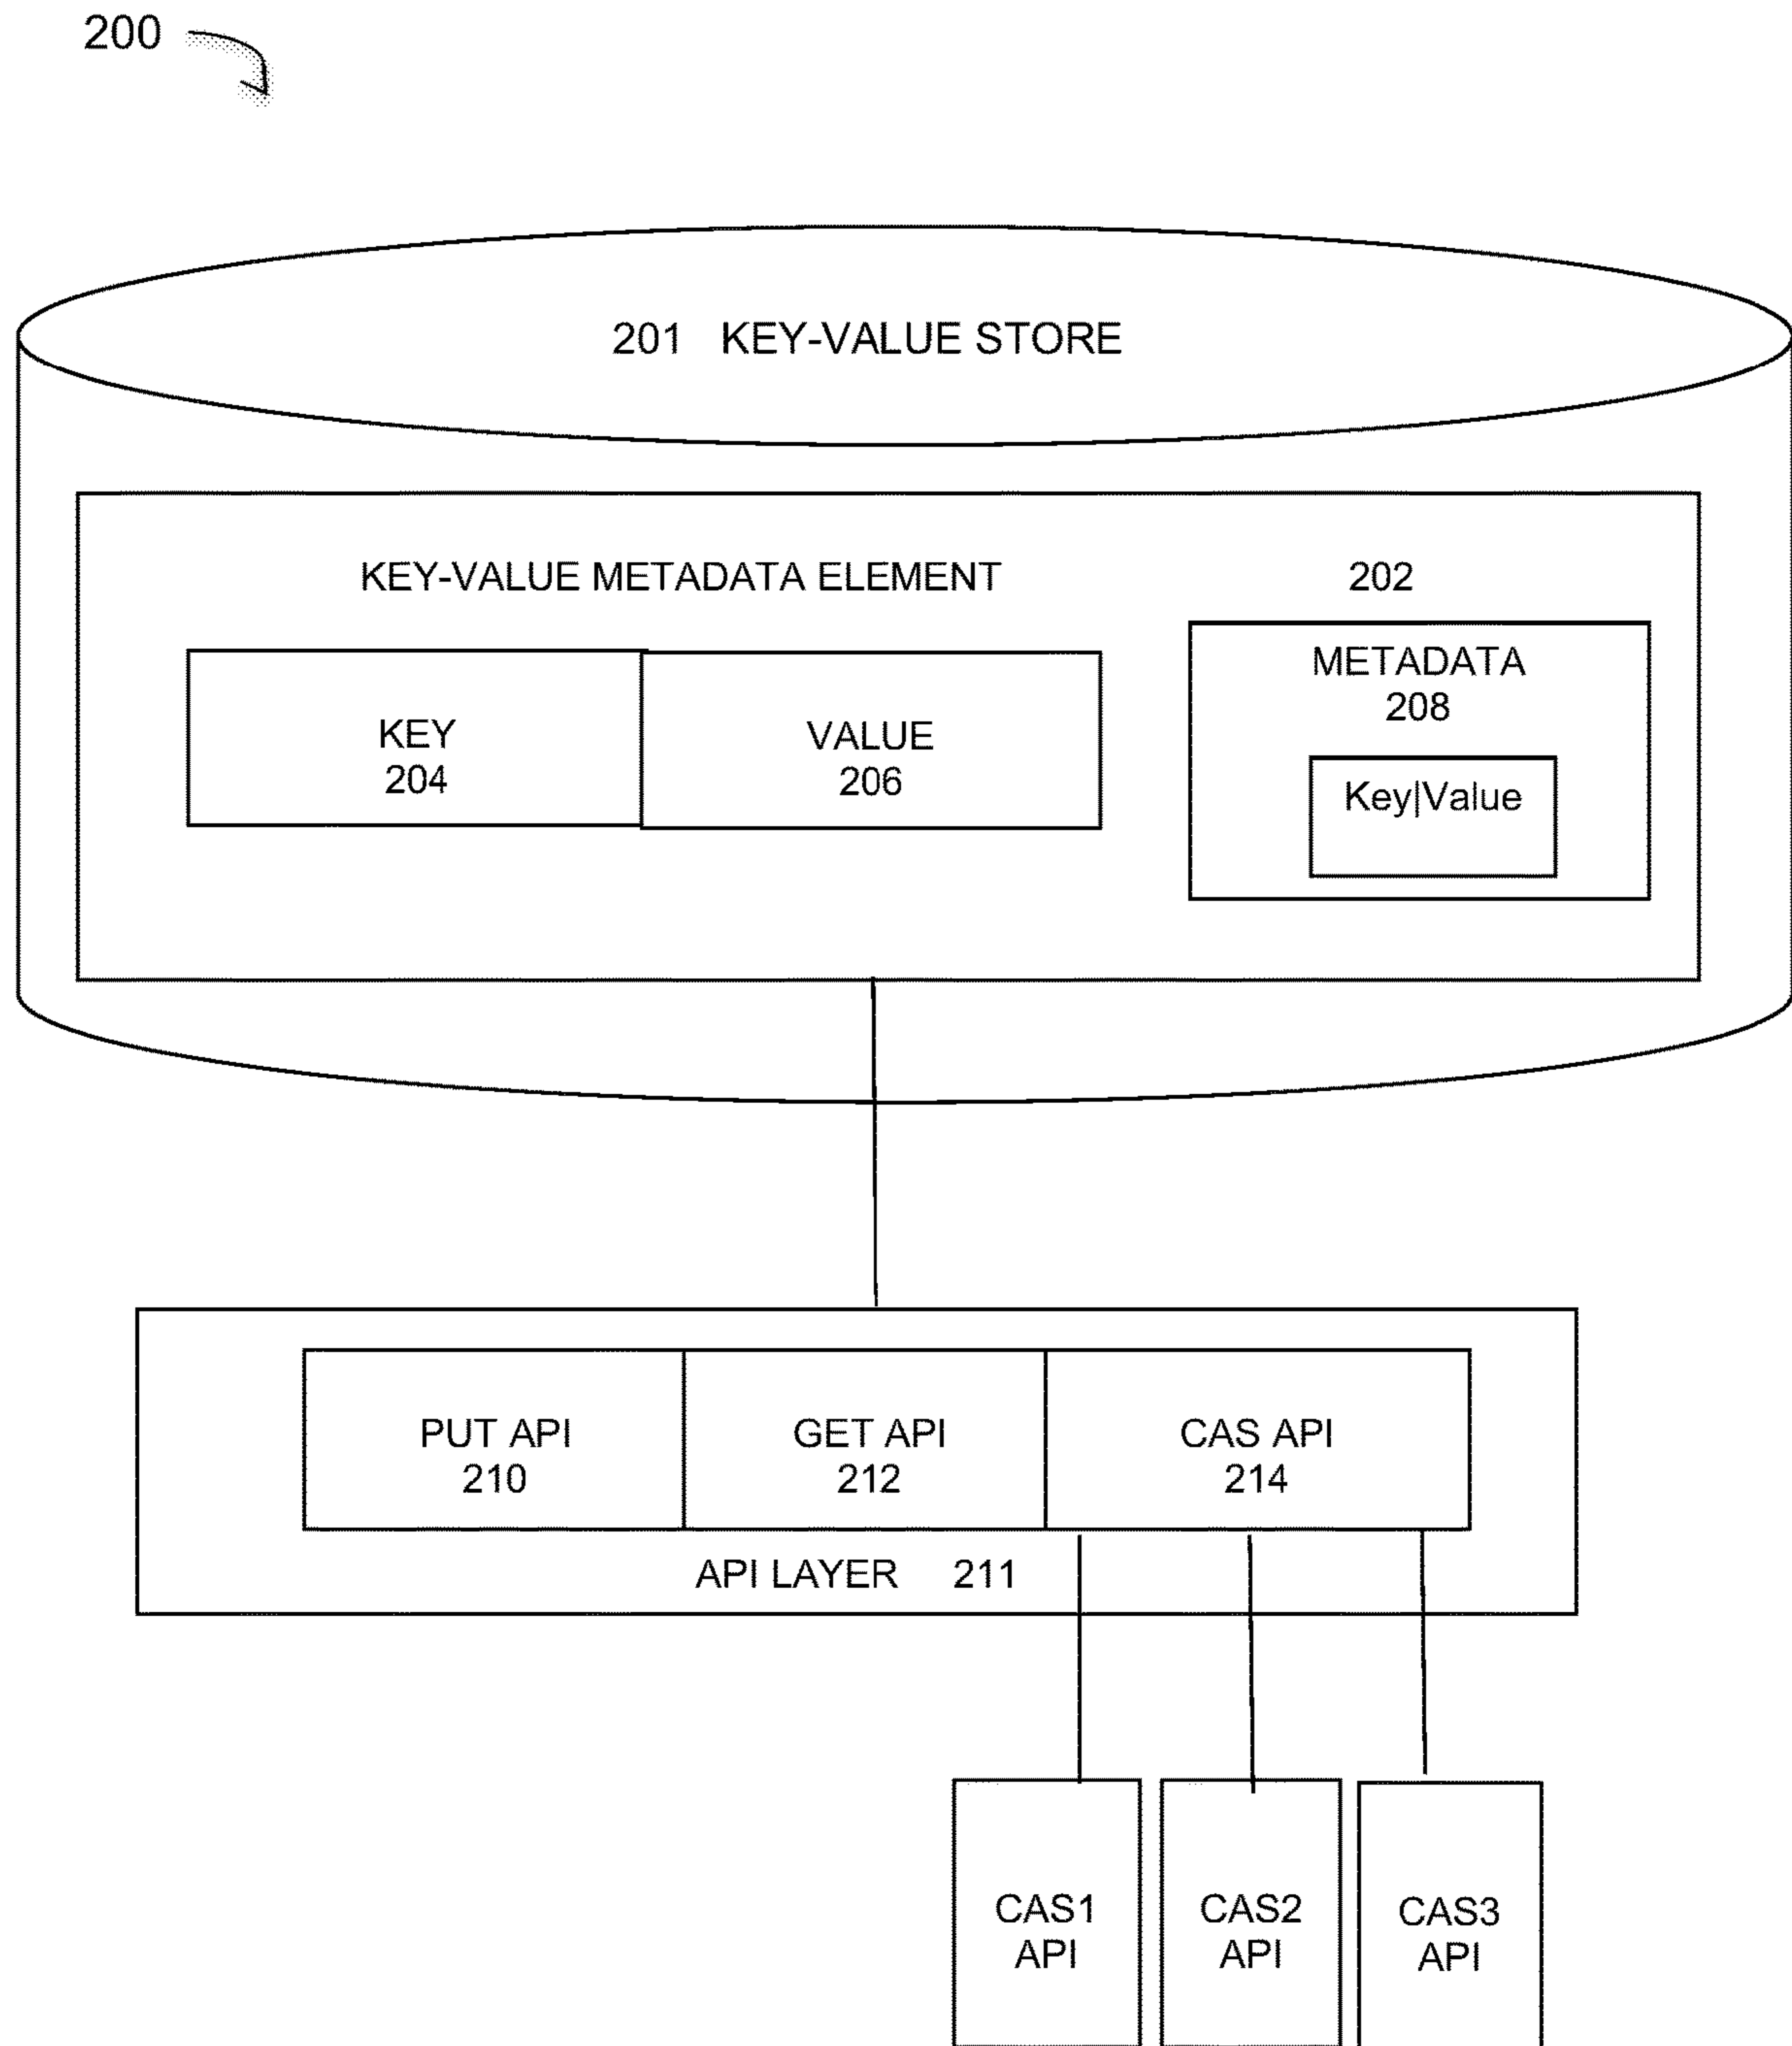 200
201 KEY-VALUE STORE
KEY-VALUE METADATA ELEMENT 202
KEY
204
VALUE
206
METADATA
208
Key|Value
PUT API
210
GET API
212
CAS API
214
API LAYER 211
CAS1
API
CAS2
API
CAS3
API